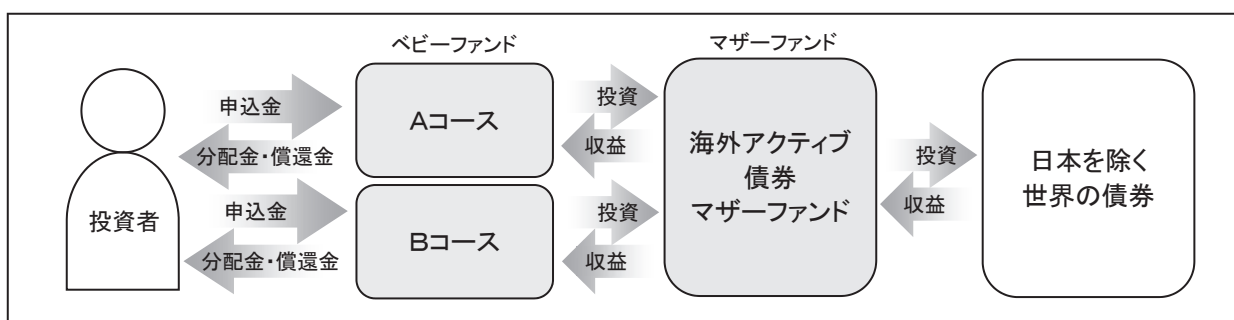 ベビーファンド
マザーファンド
申込金
分配金・償還金
申込金
分配金・償還金
投資者
Aコース
Bコース
投資
収益
投資
収益
海外アクティブ
債券
マザーファンド
投資
収益
日本を除く
世界の債券